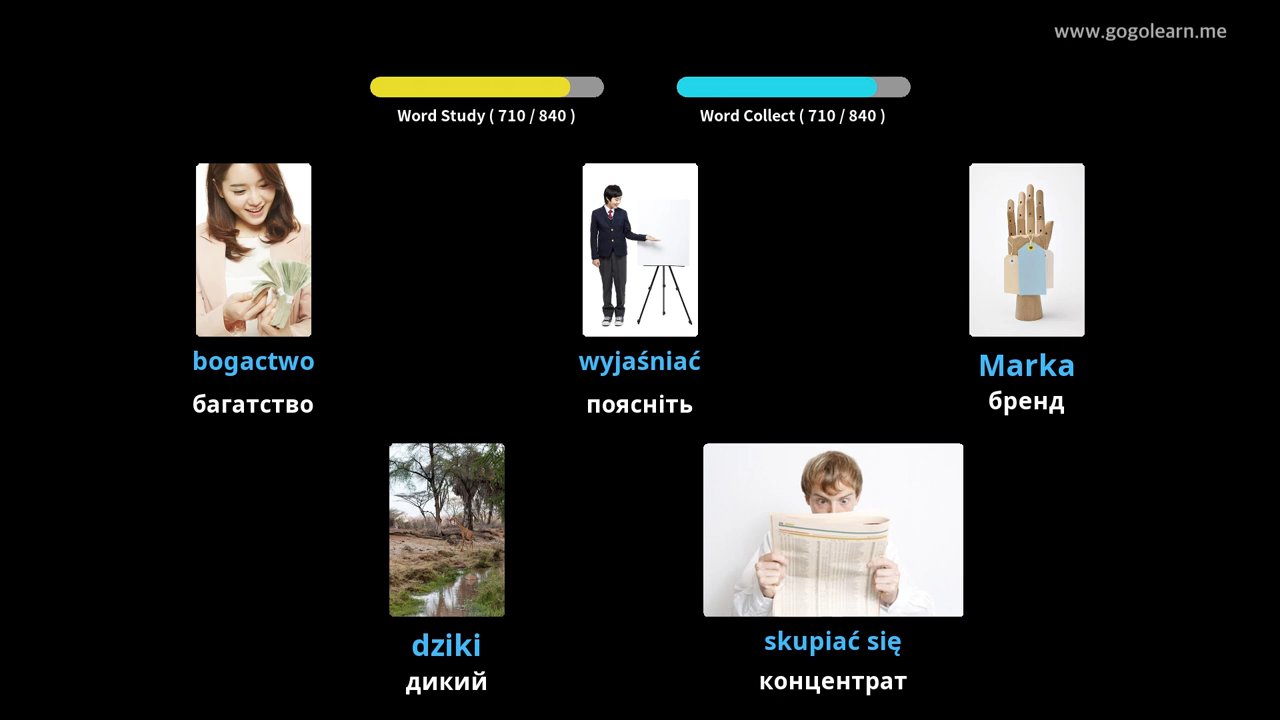 www.gogolearn.me
Word Study ( 710 / 840 )
Word Collect ( 710 / 840 )
bogactwo
багатство
wyjaśniać
поясніть
Marka
бренд
dziki
дикий
skupiać się
концентрат